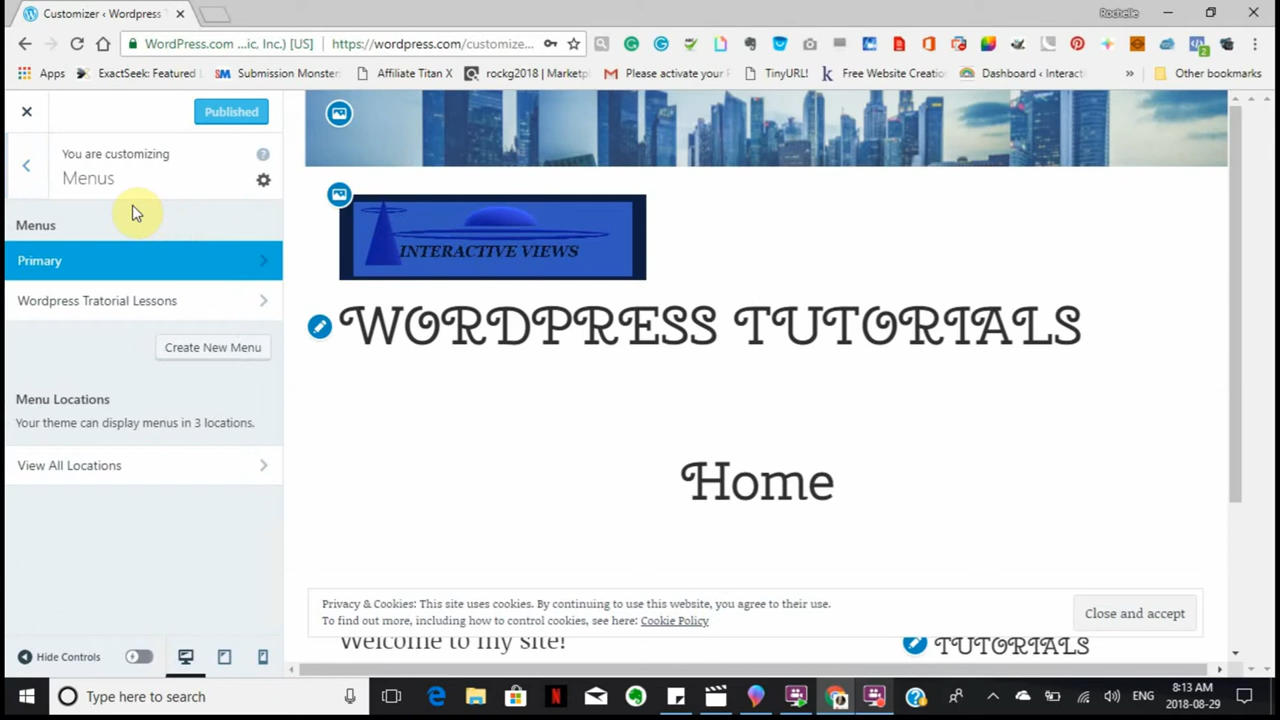 Customizer ‹ Wordpress
Rochelle
WordPress.com ...ic, Inc.) [US]
https://wordpress.com/customize...
2
Apps
ExactSeek: Featured
Submission Monster
Affiliate Titan X
rockg2018 | Marketpl
Please activate your
TinyURL!
Free Website Creatio
Dashboard ‹ Interact
»
Other bookmarks
Published
You are customizing
Menus
Menus
Primary
Wordpress Tratorial Lessons
Create New Menu
Menu Locations
Your theme can display menus in 3 locations.
View All Locations
Hide Controls
INTERACTIVE VIEWS
WORDPRESS TUTORIALS
Home
Privacy & Cookies: This site uses cookies. By continuing to use this website, you agree to their use.
To find out more, including how to control cookies, see here: Cookie Policy
Close and accept
Welcome to my site!
TUTORIALS
Type here to search
ENG
8:13 AM
2018-08-29